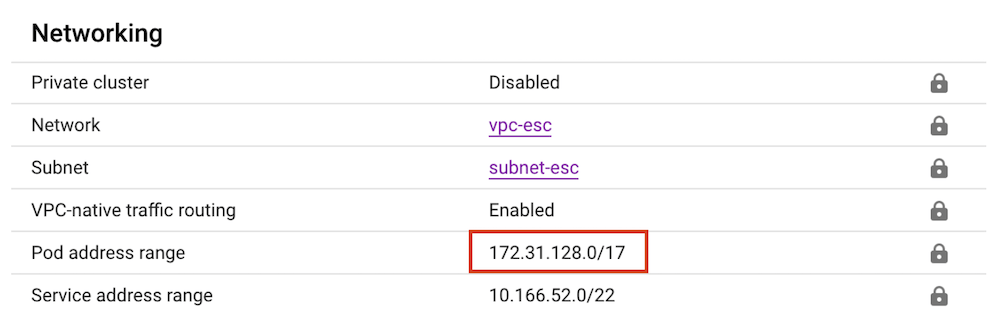 Networking
Private cluster Disabled
Network vpc-esc
Subnet subnet-esc
VPC-native traffic routing Enabled
Pod address range 172.31.128.0/17
Service address range 10.166.52.0/22